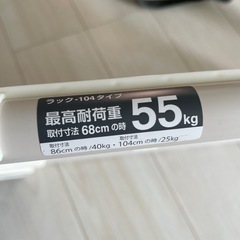 ラック-104タイプ
最高耐荷重
取付寸法 68cmの時
55kg
取付寸法
86cmの時/40kg・104cmの時/25kg